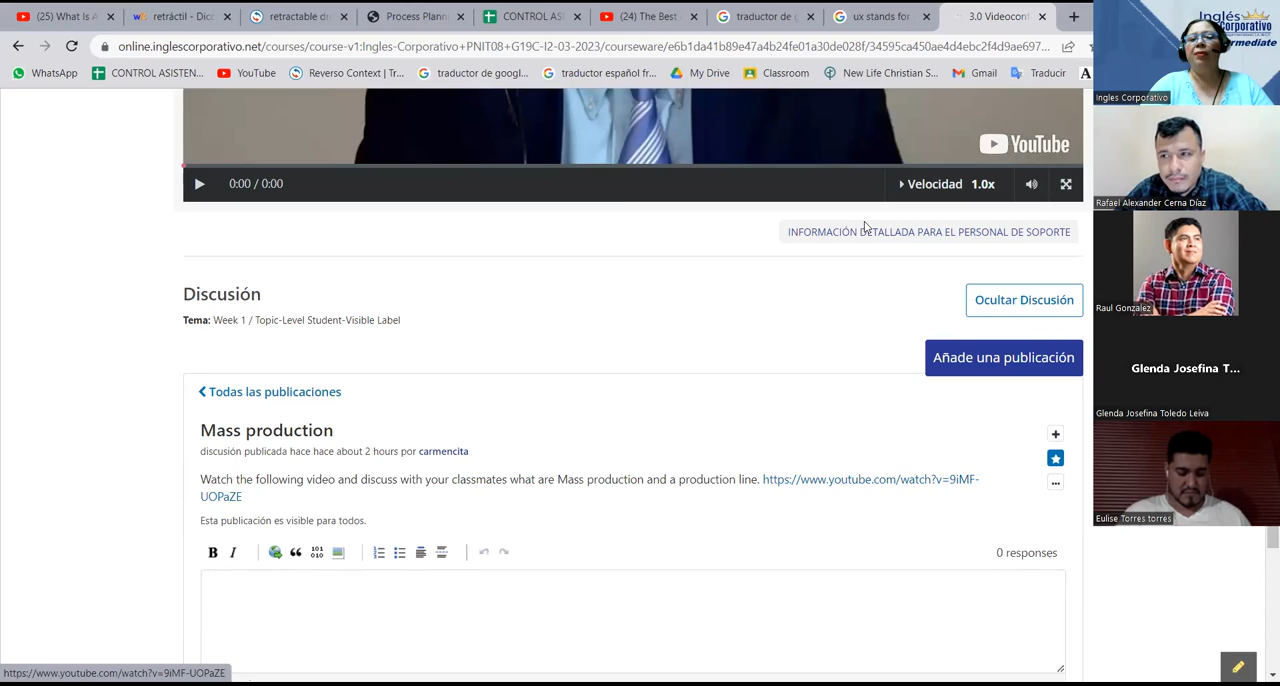 (25) What Is A
retráctil - Dicc
retractable dr
Process Plann
CONTROL ASI
(24) The Best
traductor de g
ux stands for
3.0 Videoconf
online.inglescorporativo.net/courses/course-v1:Ingles-Corporativo+PNIT08+G19C-I2-03-2023/courseware/e6b1da41b89e47a4b24fe01a30de028f/34595ca450ae4d4ebc2f4d9ae697...
WhatsApp
CONTROL ASISTEN...
YouTube
Reverso Context | Tr...
traductor de googl...
traductor español fr...
My Drive
Classroom
New Life Christian S...
Gmail
Traducir
YouTube
0:00 / 0:00
Velocidad 1.0x
INFORMACIÓN DETALLADA PARA EL PERSONAL DE SOPORTE
Discusión
Ocultar Discusión
Tema: Week 1 / Topic-Level Student-Visible Label
Añade una publicación
Todas las publicaciones
Mass production
discusión publicada hace hace about 2 hours por carmencita
Watch the following video and discuss with your classmates what are Mass production and a production line. https://www.youtube.com/watch?v=9iMF-
UOPaZE
Esta publicación es visible para todos.
B I
0 responses
https://www.youtube.com/watch?v=9iMF-UOPaZE
Inglés
Corporativo
Ingles Corporativo
Rafael Alexander Cerna Díaz
Raul Gonzalez
Glenda Josefina T...
Glenda Josefina Toledo Leiva
Eulise Torres torres